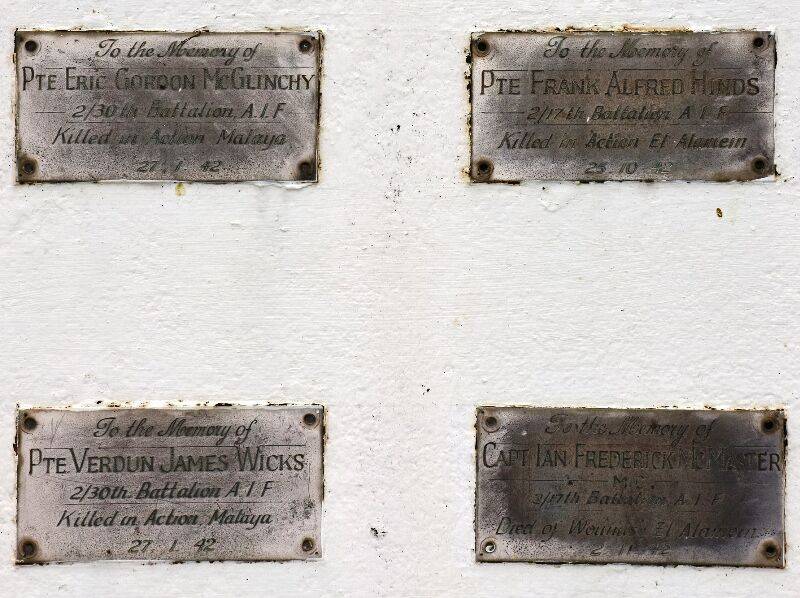 To the Memory of
PTE ERIC GORDON McGLINCHY
2/30th Battalion, A.I.F
Killed in Action Malaya
27. 1. 42
To the Memory of
PTE FRANK ALFRED HINDS
2/17th Battalion, A.I.F.
Killed in Action El Alamein
25. 10. 42
To the Memory of
PTE VERDUN JAMES WICKS
2/30th Battalion A.I.F
Killed in Action, Malaya
27. 1. 42
To the Memory of
CAPT IAN FREDERICK McMASTER
M.C.
2/17th Battalion, A.I.F.
Died of Wounds El Alamein
2. 11. 42